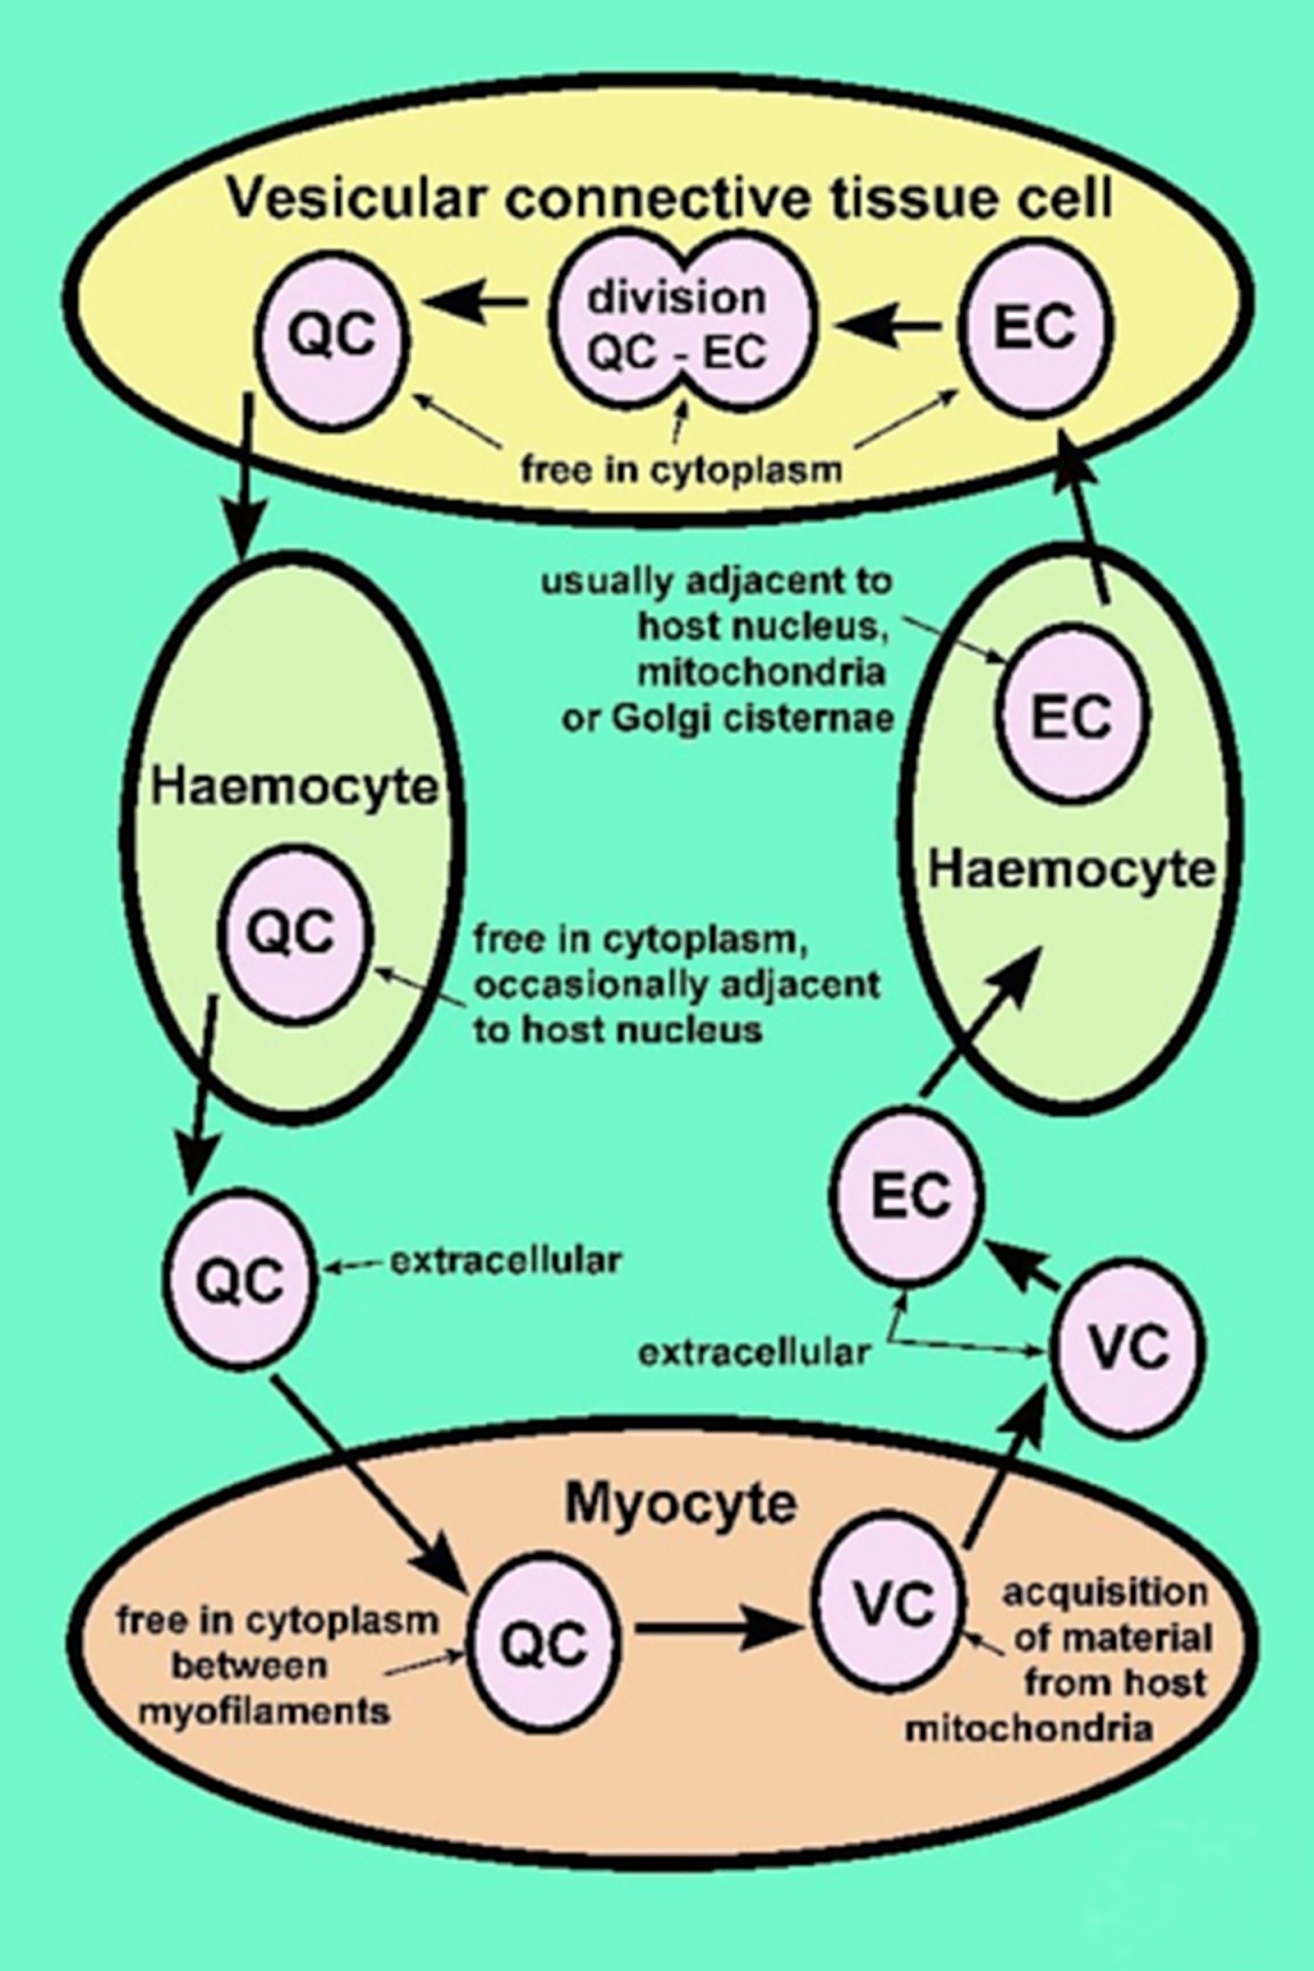 Vesicular connective tissue cell
QC
division
QC - EC
EC
free in cytoplasm
usually adjacent to
host nucleus,
mitochondria
or Golgi cisternae
EC
Haemocyte
Haemocyte
QC
free in cytoplasm,
occasionally adjacent
to host nucleus
EC
QC
extracellular
extracellular
VC
Myocyte
QC
VC
free in cytoplasm
between
myofilaments
acquisition
of material
from host
mitochondria